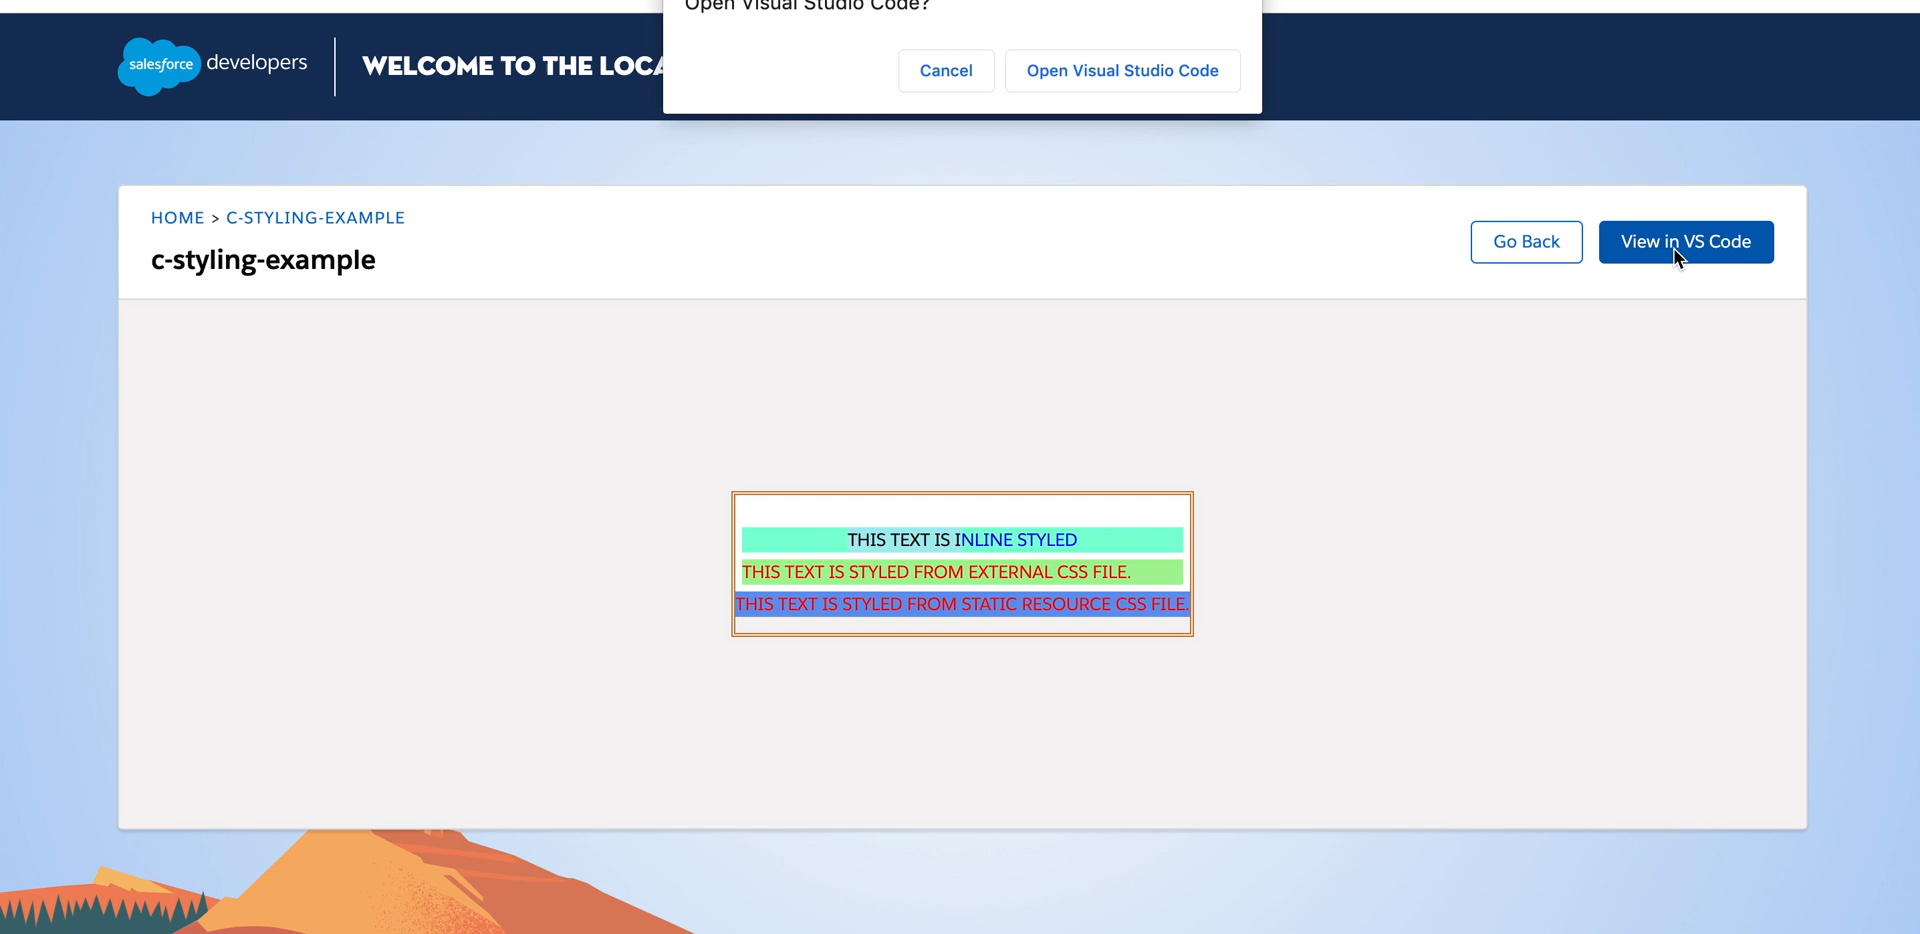 Open Visual Studio Code?
salesforce developers
WELCOME TO THE LOCA
Cancel
Open Visual Studio Code
HOME > C-STYLING-EXAMPLE
c-styling-example
Go Back
View in VS Code
THIS TEXT IS INLINE STYLED
THIS TEXT IS STYLED FROM EXTERNAL CSS FILE.
THIS TEXT IS STYLED FROM STATIC RESOURCE CSS FILE.